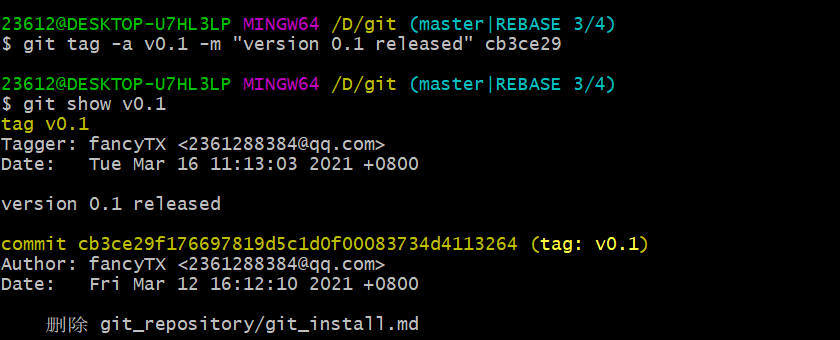 23612@DESKTOP-U7HL3LP MINGW64 /D/git (master|REBASE 3/4)
$ git tag -a v0.1 -m "version 0.1 released" cb3ce29
23612@DESKTOP-U7HL3LP MINGW64 /D/git (master|REBASE 3/4)
$ git show v0.1
tag v0.1
Tagger: fancyTX <2361288384@qq.com>
Date:   Tue Mar 16 11:13:03 2021 +0800
version 0.1 released
commit cb3ce29f176697819d5c1d0f00083734d4113264 (tag: v0.1)
Author: fancyTX <2361288384@qq.com>
Date:   Fri Mar 12 16:12:10 2021 +0800
删除 git_repository/git_install.md